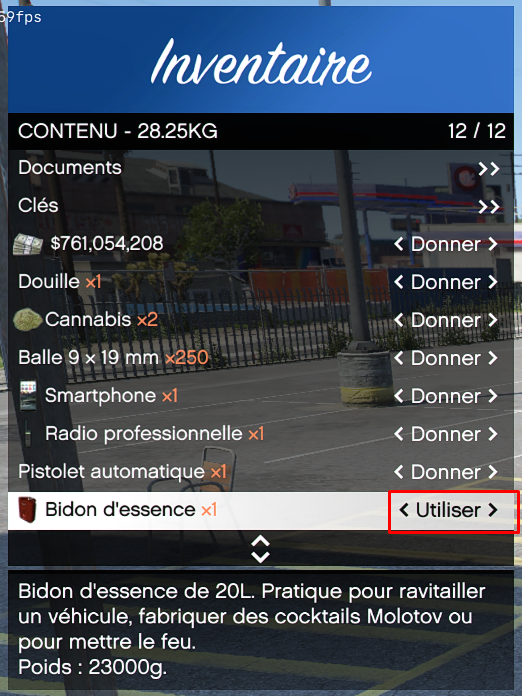 59fps
Inventaire
CONTENU - 28.25KG 12 / 12
Documents
Clés
$761,054,208 Donner
Douille x1 Donner
Cannabis x2 Donner
Balle 9 x 19 mm x250 Donner
Smartphone x1 Donner
Radio professionnelle x1 Donner
Pistolet automatique x1 Donner
Bidon d'essence x1 Utiliser
Bidon d'essence de 20L. Pratique pour ravitailler
un véhicule, fabriquer des cocktails Molotov ou
pour mettre le feu.
Poids : 23000g.